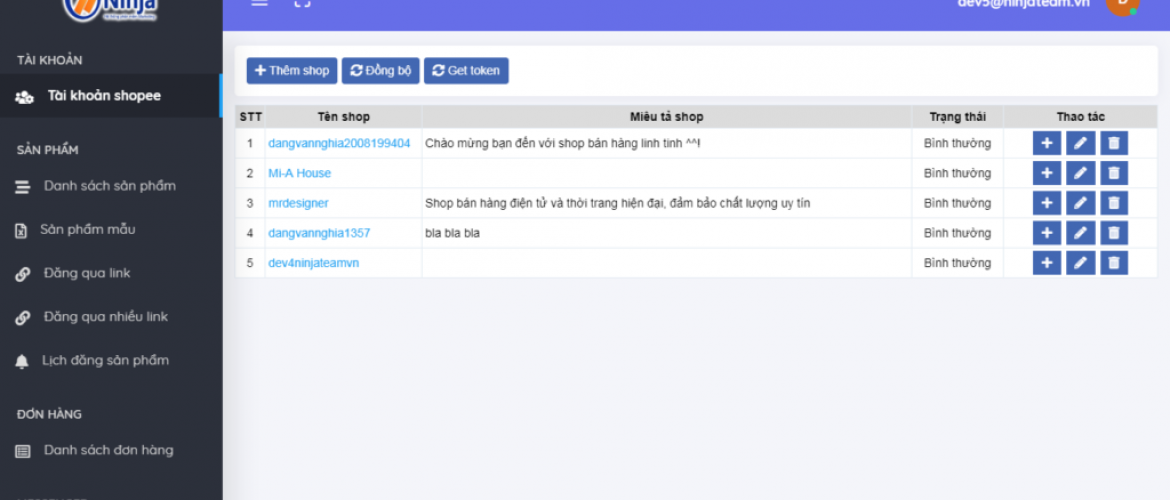 Ninja
dev5@ninjateam.vn
TÀI KHOẢN
Tài khoản shopee
SẢN PHẨM
Danh sách sản phẩm
Sản phẩm mẫu
Đăng qua link
Đăng qua nhiều link
Lịch đăng sản phẩm
ĐƠN HÀNG
Danh sách đơn hàng
Thêm shop Đồng bộ Get token
STT Tên shop Miêu tả shop Trạng thái Thao tác
1 dangvannghia2008199404 Chào mừng bạn đến với shop bán hàng linh tinh ^^! Bình thường
2 Mi-A House Bình thường
3 mrdesigner Shop bán hàng điện tử và thời trang hiện đại, đảm bảo chất lượng uy tín Bình thường
4 dangvannghia1357 bla bla bla Bình thường
5 dev4ninjateamvn Bình thường